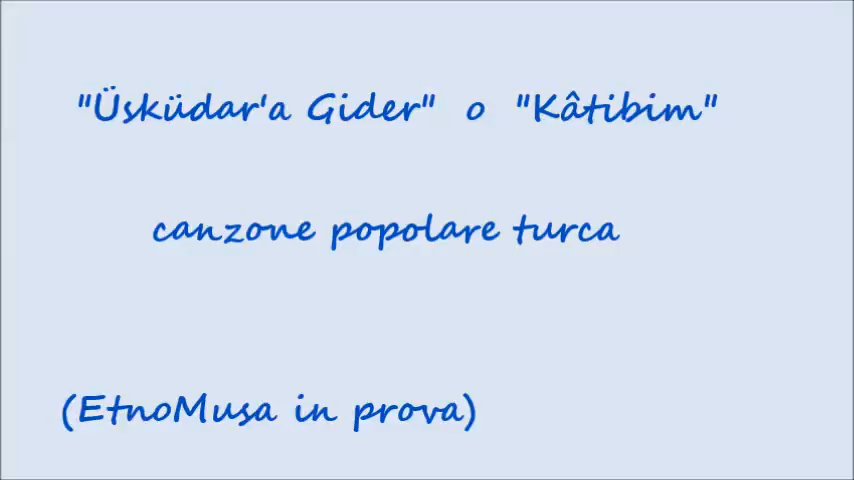 "Üsküdar'a Gider" o "Kâtibim"
canzone popolare turca
(EtnoMusa in prova)